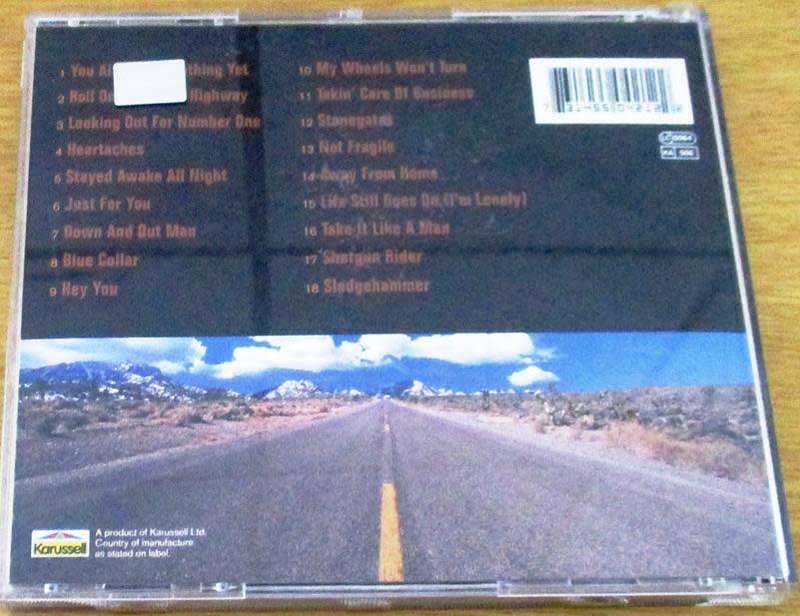 1 You Ai thing Yet
2 Roll On Highway
3 Looking Out For Number One
4 Heartaches
5 Stayed Awake All Night
6 Just For You
7 Down And Out Man
8 Blue Collar
9 Hey You
10 My Wheels Won't Turn
11 Takin' Care Of Business
12 Stonegates
13 Not Fragile
14 Away From Home
15 Life Still Goes On (I'm Lonely)
16 Take It Like A Man
17 Shotgun Rider
18 Sledgehammer
Karussell
A product of Karussell Ltd.
Country of manufacture
as stated on label.